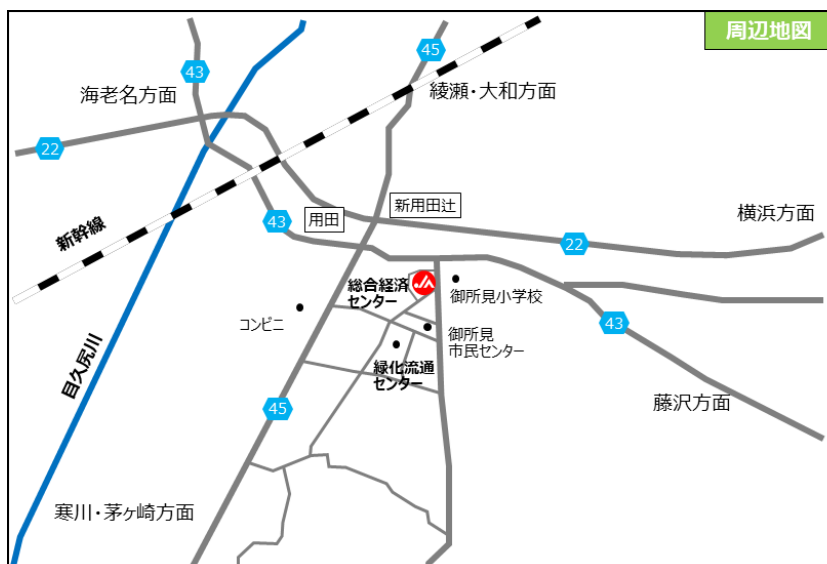 周辺地図
45
43
海老名方面
綾瀬・大和方面
22
新用田辻
用田
横浜方面
43
22
新幹線
総合経済
センター
JA
御所見小学校
コンビニ
43
御所見
市民センター
目久尻川
緑化流通
センター
藤沢方面
45
寒川・茅ヶ崎方面